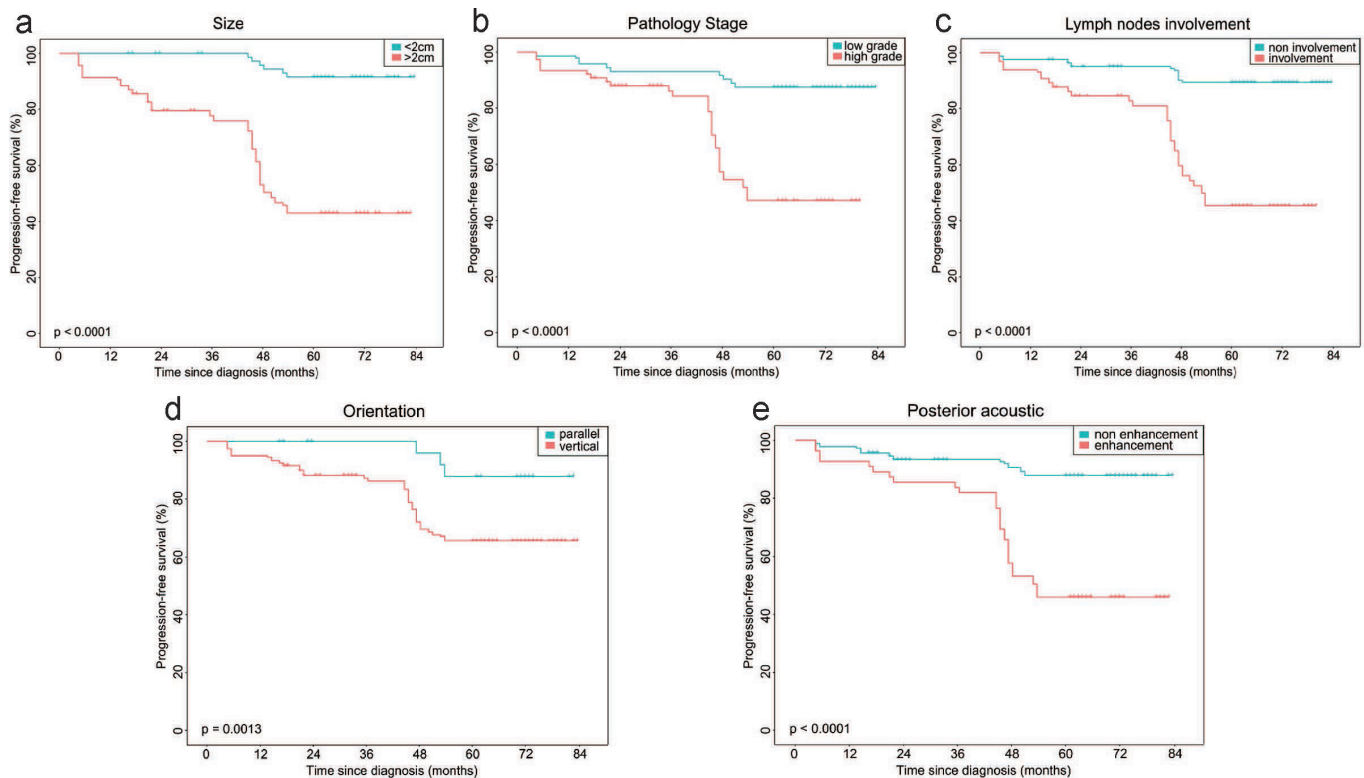 a
Size
<2cm
>2cm
Progression-free survival (%)
100
80
60
40
20
0
p < 0.0001
0 12 24 36 48 60 72 84
Time since diagnosis (months)
b
Pathology Stage
low grade
high grade
Progression-free survival (%)
100
80
60
40
20
0
p < 0.0001
0 12 24 36 48 60 72 84
Time since diagnosis (months)
c
Lymph nodes involvement
non involvement
involvement
Progression-free survival (%)
100
80
60
40
20
0
p < 0.0001
0 12 24 36 48 60 72 84
Time since diagnosis (months)
d
Orientation
parallel
vertical
Progression-free survival (%)
100
80
60
40
20
0
p = 0.0013
0 12 24 36 48 60 72 84
Time since diagnosis (months)
e
Posterior acoustic
non enhancement
enhancement
Progression-free survival (%)
100
80
60
40
20
0
p < 0.0001
0 12 24 36 48 60 72 84
Time since diagnosis (months)